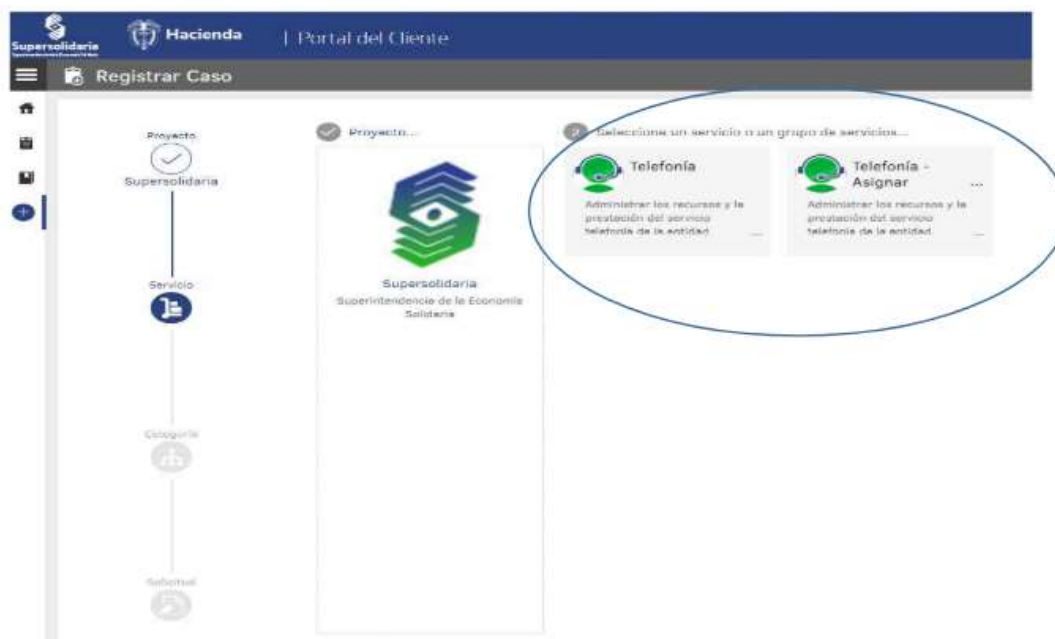 Supersolidaria
Hacienda
| Portal del Cliente
Registrar Caso
Proyecto
Supersolidaria
Servicio
Categoría
Solicitud
Proyecto...
Supersolidaria
Superintendencia de la Economía
Solidaria
2 Seleccione un servicio o un grupo de servicios...
Telefonía
Administrar los recursos y la
prestación del servicio
telefonía de la entidad ...
Telefonía -
Asignar ...
Administrar los recursos y la
prestación del servicio
telefonía de la entidad ...